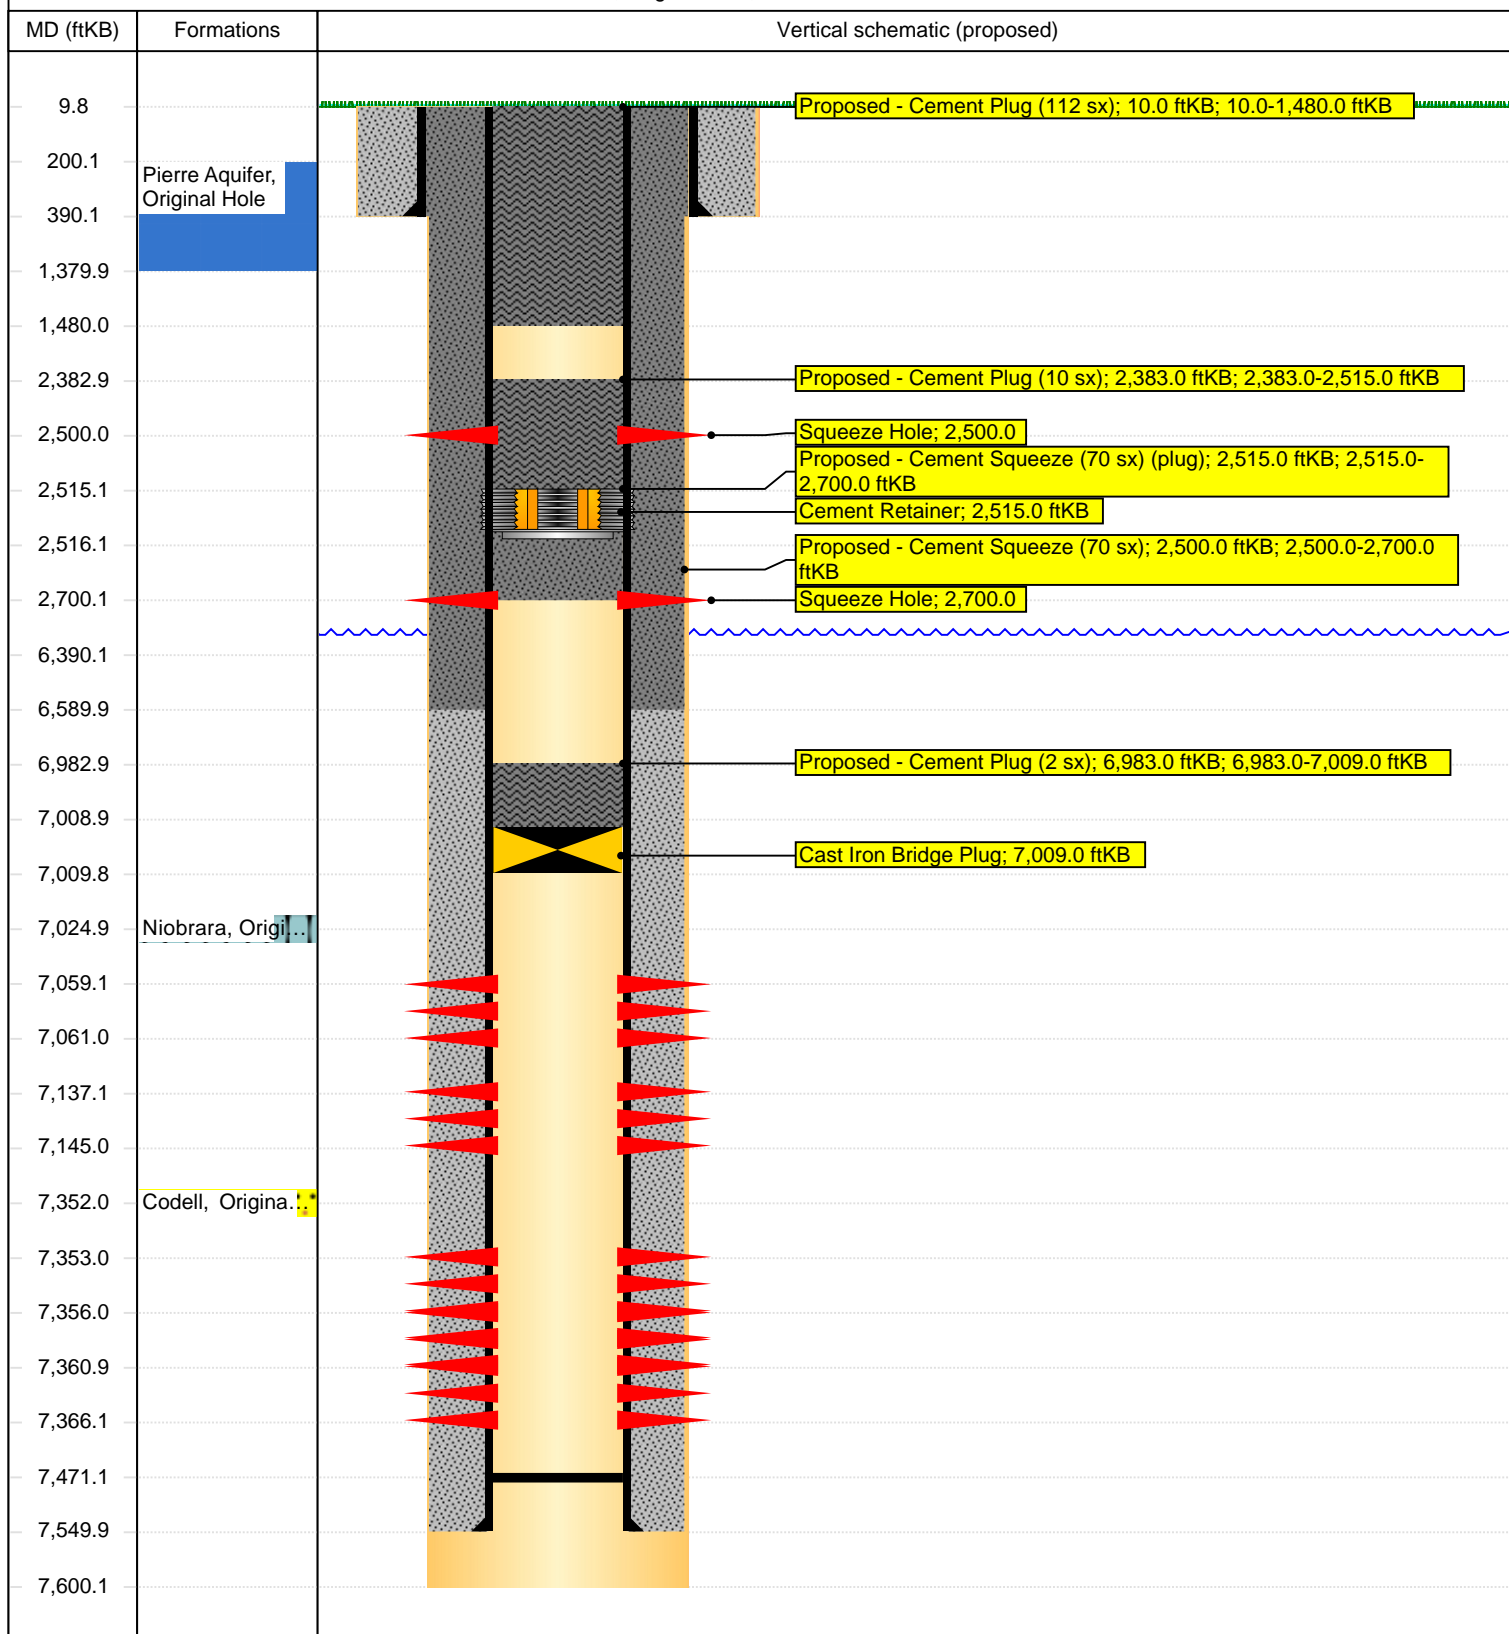 MD (ftKB) Formations Vertical schematic (proposed)
9.8
Proposed - Cement Plug (112 sx); 10.0 ftKB; 10.0-1,480.0 ftKB
200.1
Pierre Aquifer,
Original Hole
390.1
1,379.9
1,480.0
2,382.9
Proposed - Cement Plug (10 sx); 2,383.0 ftKB; 2,383.0-2,515.0 ftKB
2,500.0
Squeeze Hole; 2,500.0
Proposed - Cement Squeeze (70 sx) (plug); 2,515.0 ftKB; 2,515.0-
2,700.0 ftKB
2,515.1
Cement Retainer; 2,515.0 ftKB
2,516.1
Proposed - Cement Squeeze (70 sx); 2,500.0 ftKB; 2,500.0-2,700.0
ftKB
2,700.1
Squeeze Hole; 2,700.0
6,390.1
6,589.9
6,982.9
Proposed - Cement Plug (2 sx); 6,983.0 ftKB; 6,983.0-7,009.0 ftKB
7,008.9
Cast Iron Bridge Plug; 7,009.0 ftKB
7,009.8
7,024.9
Niobrara, Origi...
7,059.1
7,061.0
7,137.1
7,145.0
7,352.0
Codell, Origina...
7,353.0
7,356.0
7,360.9
7,366.1
7,471.1
7,549.9
7,600.1